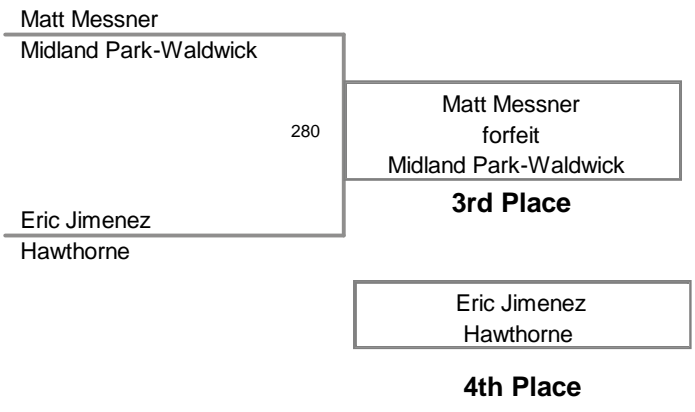 Matt Messner
Midland Park-Waldwick
280
Matt Messner
forfeit
Midland Park-Waldwick
3rd Place
Eric Jimenez
Hawthorne
Eric Jimenez
Hawthorne
4th Place